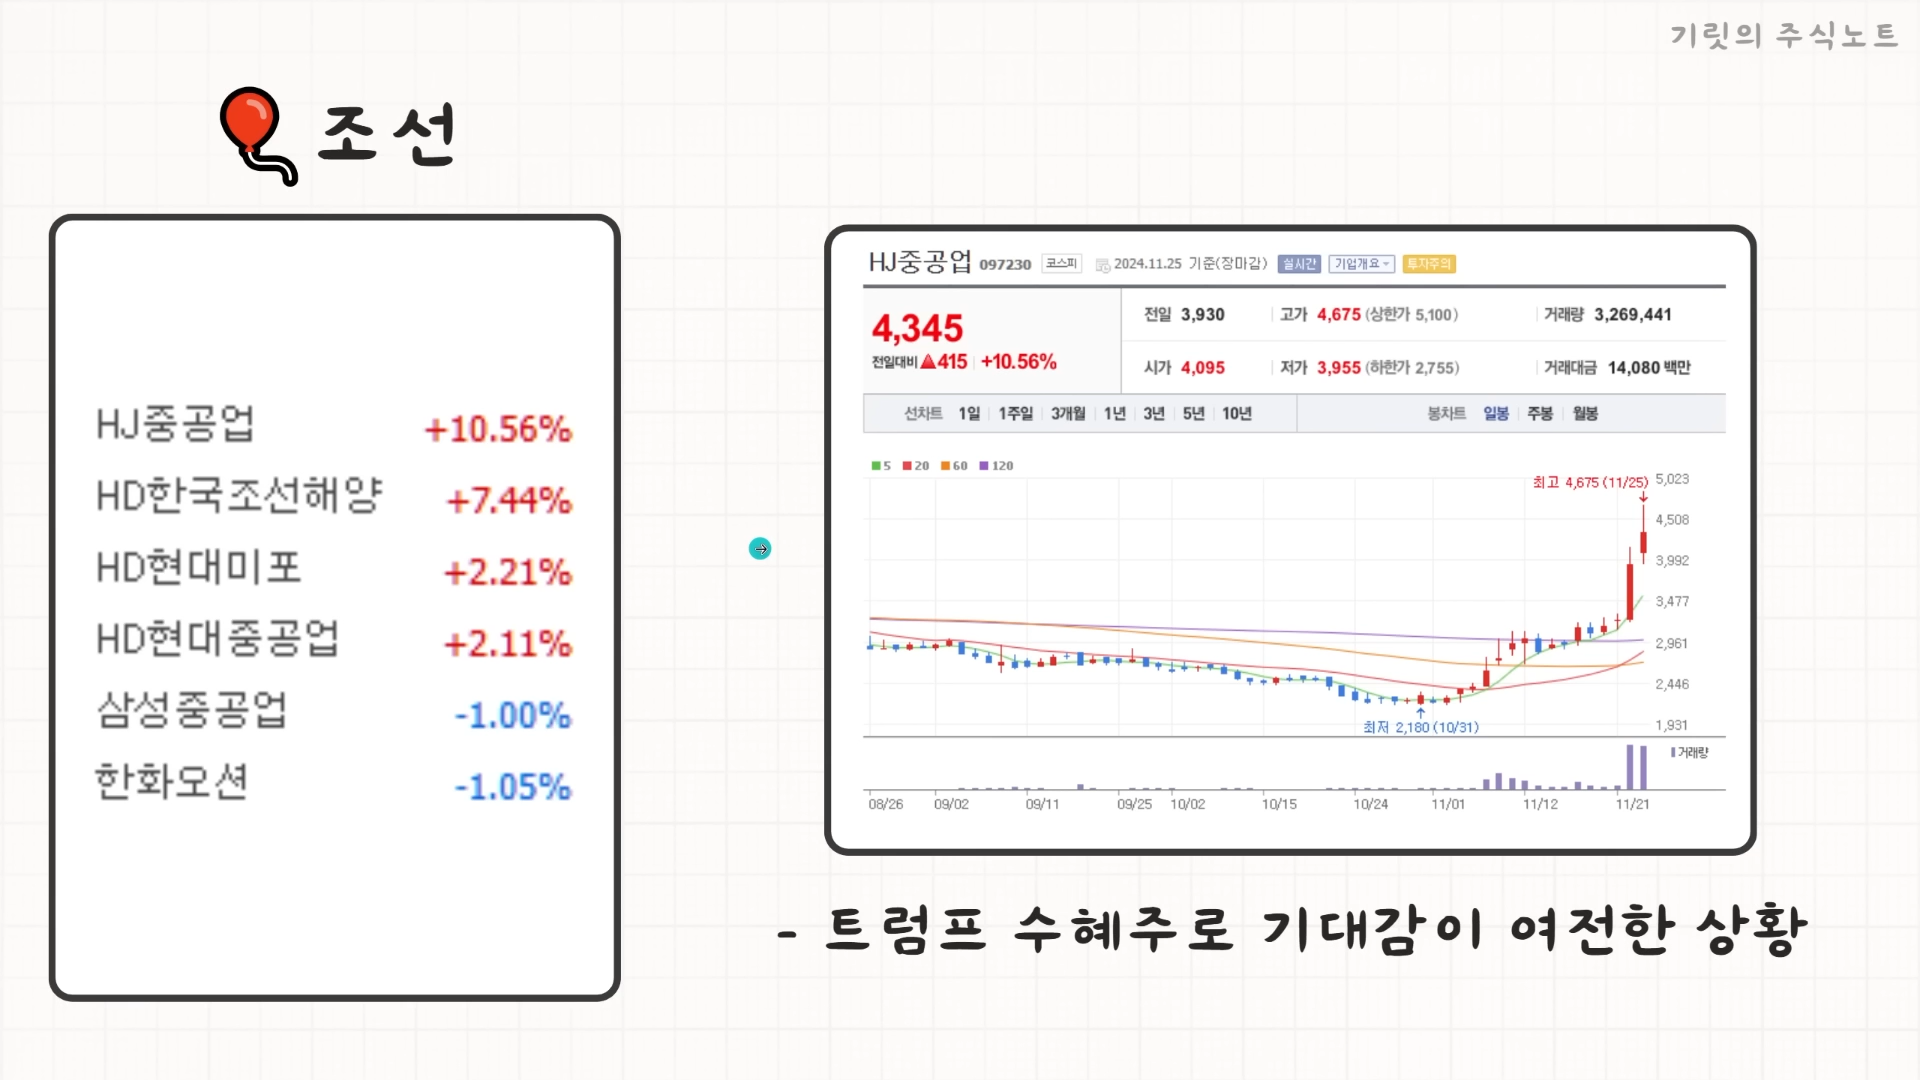 기릿의 주식노트
조선
HJ중공업 +10.56%
HD한국조선해양 +7.44%
HD현대미포 +2.21%
HD현대중공업 +2.11%
삼성중공업 -1.00%
한화오션 -1.05%
HJ중공업 097230 코스피 2024.11.25 기준(장마감) 실시간 기업개요 투자주의
4,345
전일대비 ▲415 +10.56%
전일 3,930 고가 4,675 (상한가 5,100) 거래량 3,269,441
시가 4,095 저가 3,955 (하한가 2,755) 거래대금 14,080 백만
선차트 1일 1주일 3개월 1년 3년 5년 10년 봉차트 일봉 주봉 월봉
5 20 60 120
최고 4,675 (11/25)
5,023
4,508
3,992
3,477
2,961
2,446
1,931
최저 2,180 (10/31)
거래량
08/26 09/02 09/11 09/25 10/02 10/15 10/24 11/01 11/12 11/21
- 트럼프 수혜주로 기대감이 여전한 상황